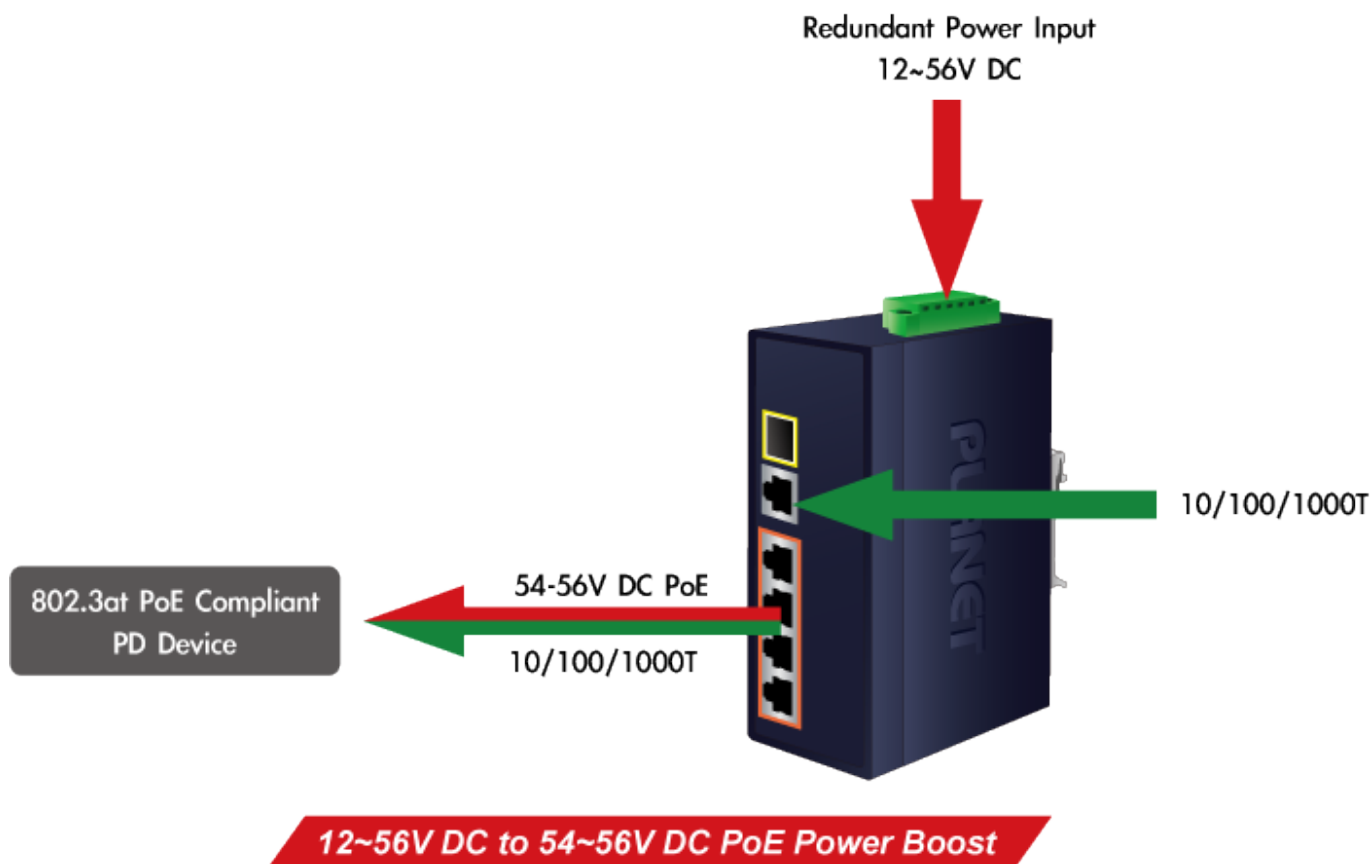 Redundant Power Input
12~56V DC
PLANET
10/100/1000T
54-56V DC PoE
10/100/1000T
802.3at PoE Compliant
PD Device
12~56V DC to 54~56V DC PoE Power Boost